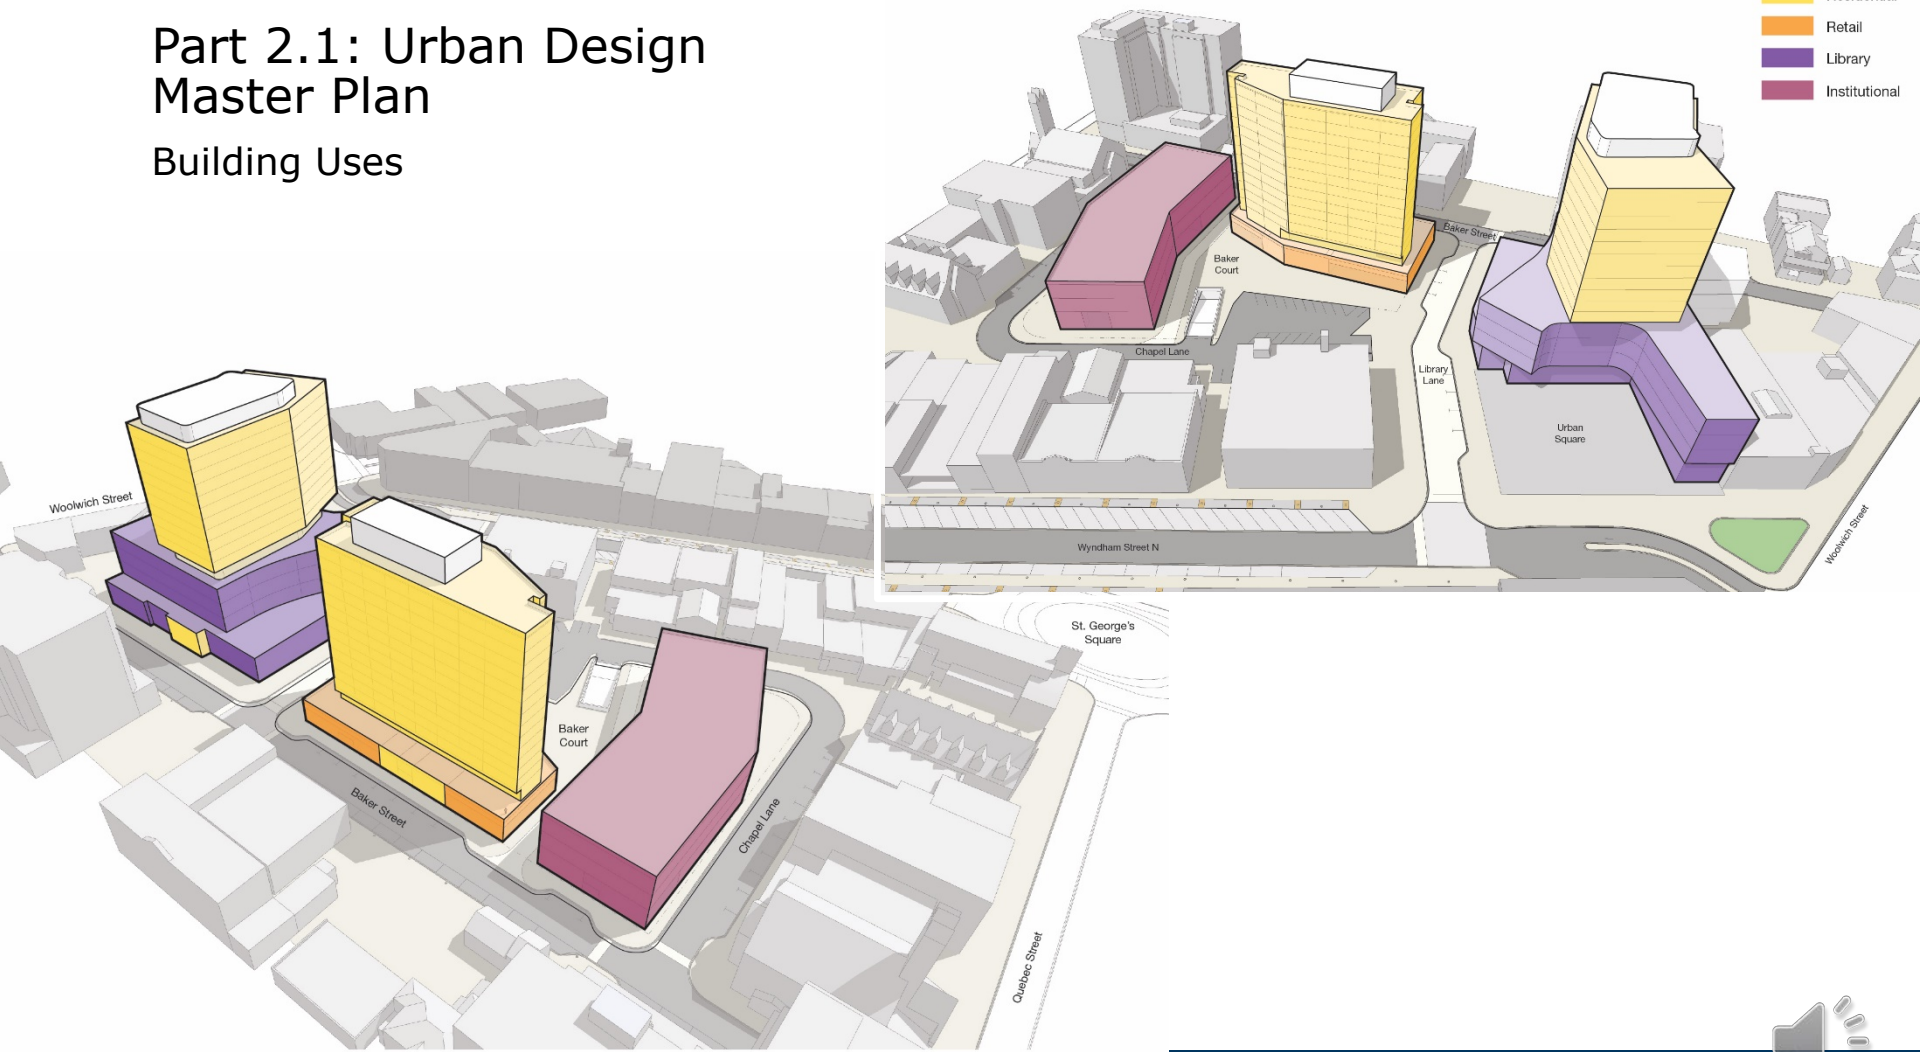 Part 2.1: Urban Design
Master Plan
Building Uses
Retail
Library
Institutional
Baker Street
Baker
Court
Chapel Lane
Library
Lane
Urban
Square
Wyndham Street N
Woolwich Street
Woolwich Street
St. George's
Square
Baker
Court
Baker Street
Chapel Lane
Quebec Street